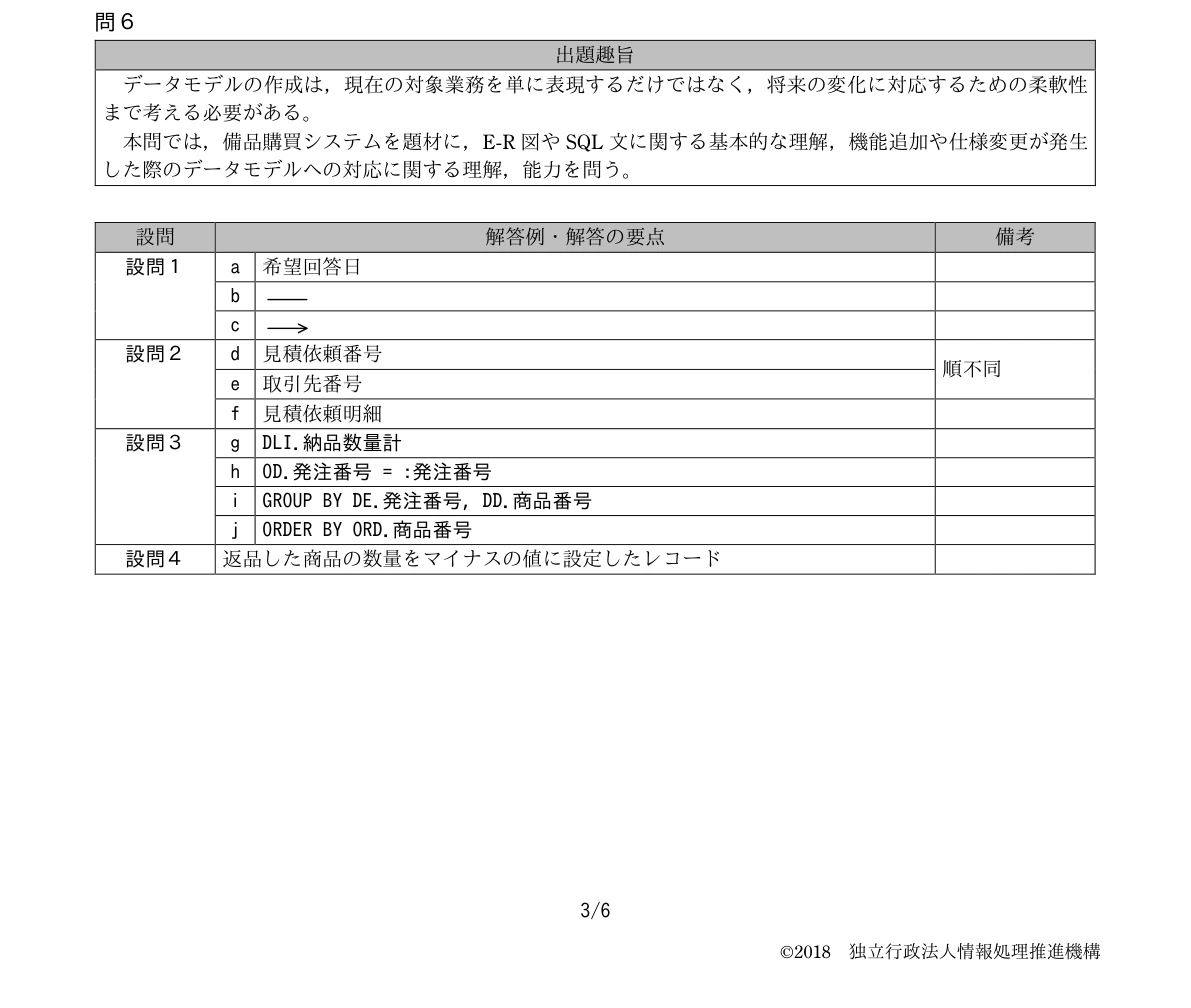 問６
出題趣旨
データモデルの作成は，現在の対象業務を単に表現するだけではなく，将来の変化に対応するための柔軟性
まで考える必要がある。
本問では，備品購買システムを題材に，E-R 図や SQL 文に関する基本的な理解，機能追加や仕様変更が発生
した際のデータモデルへの対応に関する理解，能力を問う。
設問 解答例・解答の要点 備考
設問１ a 希望回答日
b
c
設問２ d 見積依頼番号 順不同
e 取引先番号
f 見積依頼明細
設問３ g DLI.納品数量計
h OD.発注番号 = :発注番号
i GROUP BY DE.発注番号, DD.商品番号
j ORDER BY ORD.商品番号
設問４ 返品した商品の数量をマイナスの値に設定したレコード
3/6
©2018 独立行政法人情報処理推進機構